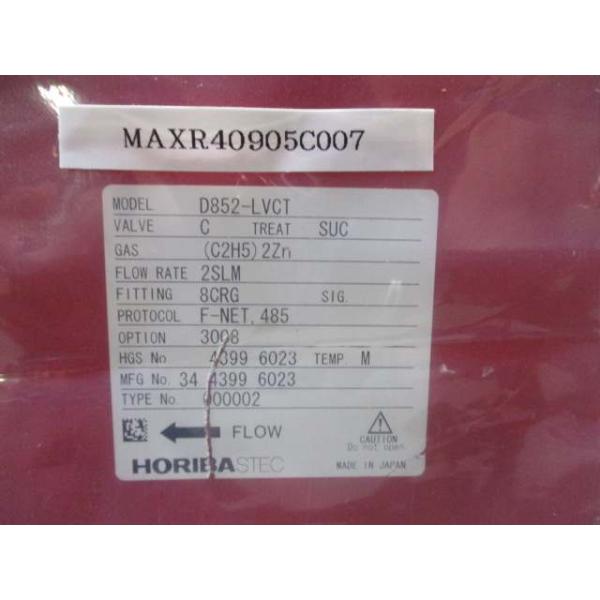 MAXR40905C007
MODEL D852-LVCT
VALVE C TREAT SUC
GAS (C2H5)2Zn
FLOW RATE 2SLM
FITTING 8CRG SIG.
PROTOCOL F-NET, 485
OPTION 3008
HGS No 4399 6023 TEMP. M
MFG No. 34 4399 6023
TYPE No. 000002
FLOW
CAUTION
Do not open
HORIBASTEC
MADE IN JAPAN